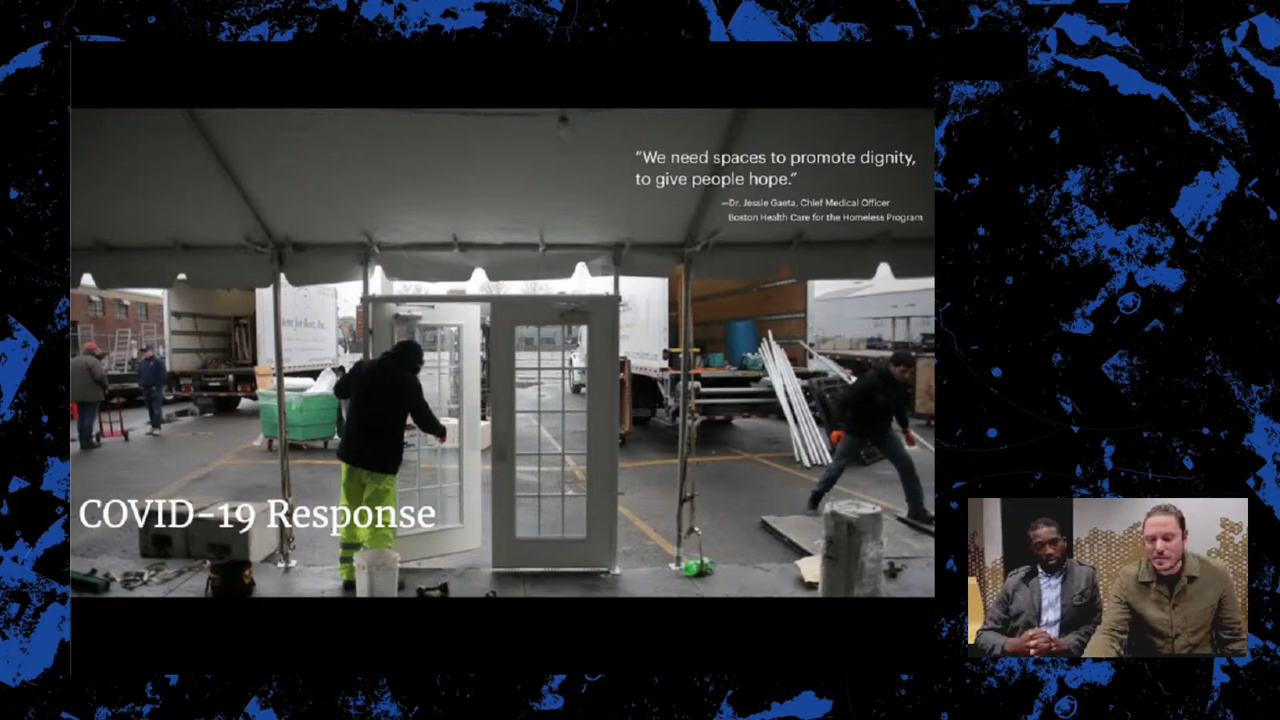 “We need spaces to promote dignity,
to give people hope.”
—Dr. Jessie Gaeta, Chief Medical Officer
Boston Health Care for the Homeless Program
COVID-19 Response